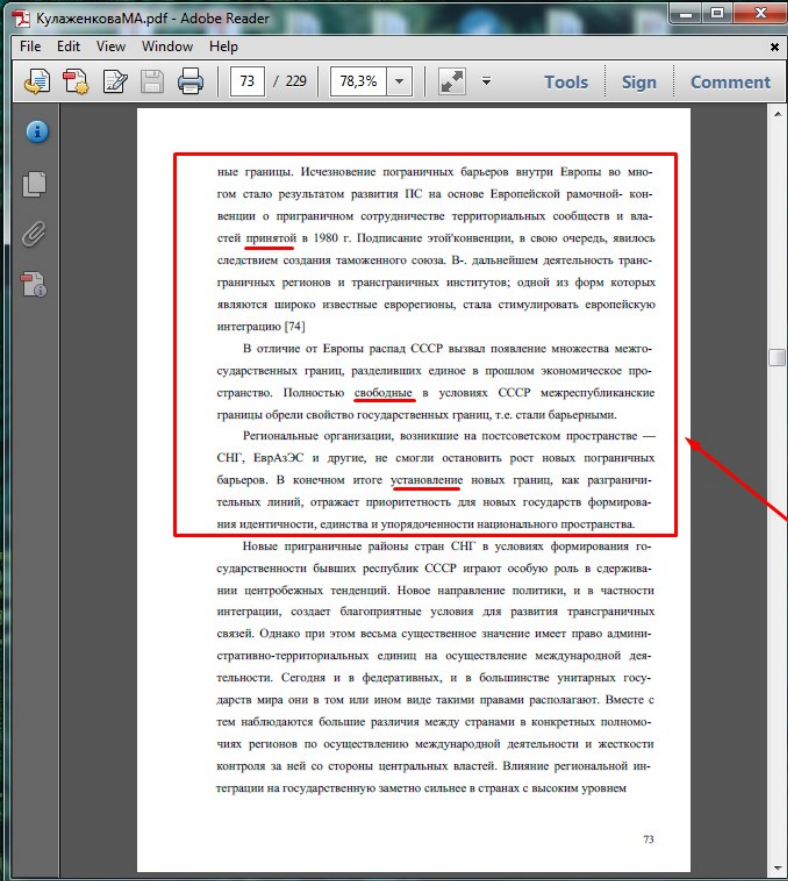 КулаженковаМА.pdf - Adobe Reader
File Edit View Window Help
73 / 229 78,3% Tools Sign Comment
ные границы. Исчезновение пограничных барьеров внутри Европы во мно-
гом стало результатом развития ПС на основе Европейской рамочной- кон-
венции о приграничном сотрудничестве территориальных сообществ и вла-
стей принятой в 1980 г. Подписание этой'конвенции, в свою очередь, явилось
следствием создания таможенного союза. В-. дальнейшем деятельность транс-
граничных регионов и трансграничных институтов; одной из форм которых
являются широко известные еврорегионы, стала стимулировать европейскую
интеграцию [74]
В отличие от Европы распад СССР вызвал появление множества межго-
сударственных границ, разделивших единое в прошлом экономическое про-
странство. Полностью свободные в условиях СССР межреспубликанские
границы обрели свойство государственных границ, т.е. стали барьерными.
Региональные организации, возникшие на постсоветском пространстве —
СНГ, ЕврАзЭС и другие, не смогли остановить рост новых пограничных
барьеров. В конечном итоге установление новых границ, как разграничи-
тельных линий, отражает приоритетность для новых государств формирова-
ния идентичности, единства и упорядоченности национального пространства.
Новые приграничные районы стран СНГ в условиях формирования го-
сударственности бывших республик СССР играют особую роль в сдержива-
нии центробежных тенденций. Новое направление политики, и в частности
интеграции, создает благоприятные условия для развития трансграничных
связей. Однако при этом весьма существенное значение имеет право админи-
стративно-территориальных единиц на осуществление международной дея-
тельности. Сегодня и в федеративных, и в большинстве унитарных госу-
дарств мира они в том или ином виде такими правами располагают. Вместе с
тем наблюдаются большие различия между странами в конкретных полномо-
чиях регионов по осуществлению международной деятельности и жесткости
контроля за ней со стороны центральных властей. Влияние региональной ин-
теграции на государственную заметно сильнее в странах с высоким уровнем
73